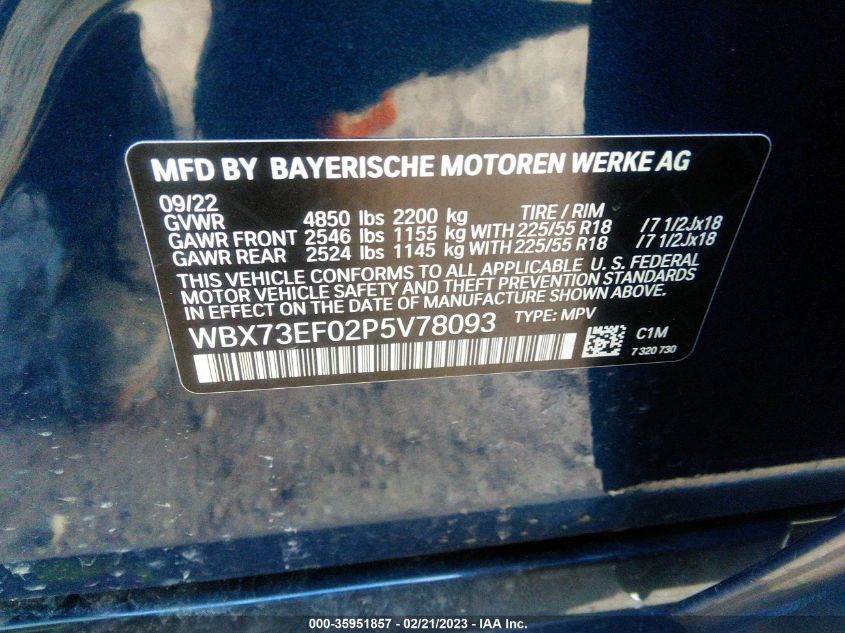 MFD BY BAYERISCHE MOTOREN WERKE AG
09/22 TIRE / RIM
GVWR 4850 lbs 2200 kg
GAWR FRONT 2546 lbs 1155 kg WITH 225/55 R18 /7 1/2Jx18
GAWR REAR 2524 lbs 1145 kg WITH 225/55 R18 /7 1/2Jx18
THIS VEHICLE CONFORMS TO ALL APPLICABLE U. S. FEDERAL
MOTOR VEHICLE SAFETY AND THEFT PREVENTION STANDARDS
IN EFFECT ON THE DATE OF MANUFACTURE SHOWN ABOVE.
WBX73EF02P5V78093 TYPE: MPV
C1M
7 320 730
000-35951857 - 02/21/2023 - IAA Inc.